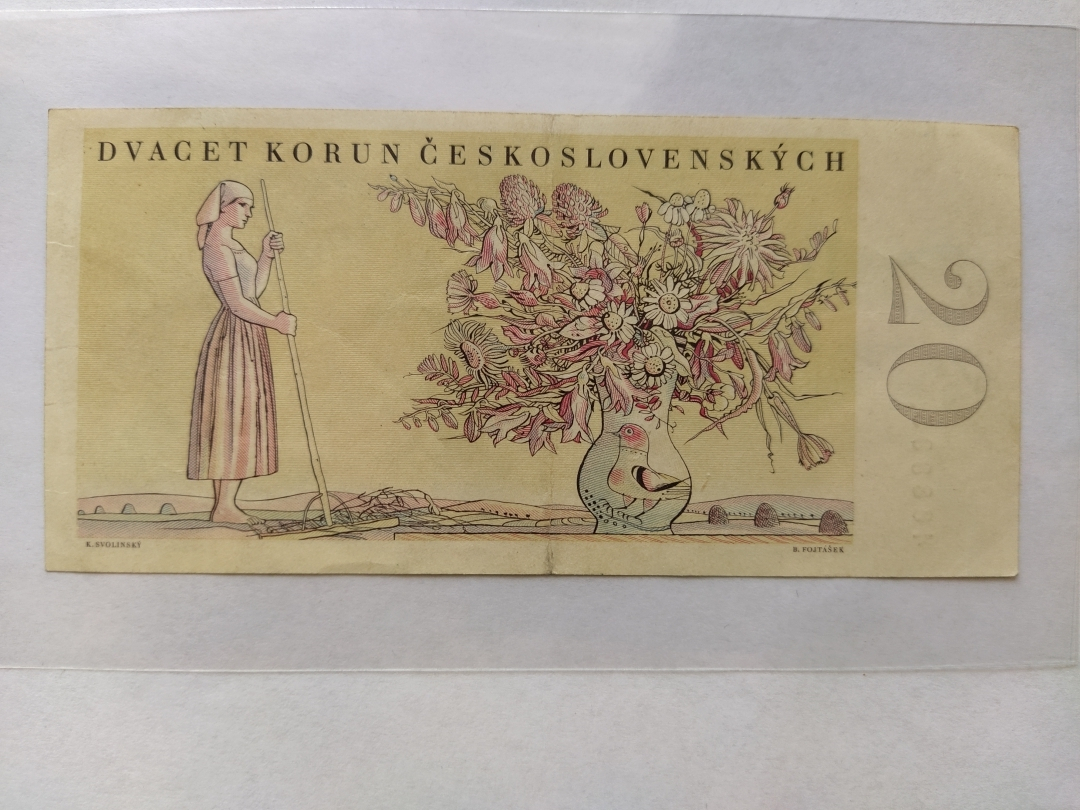 DVACET KORUN ČESKOSLOVENSKÝCH
20
K. SVOLINSKÝ
B. FOJTAŠEK